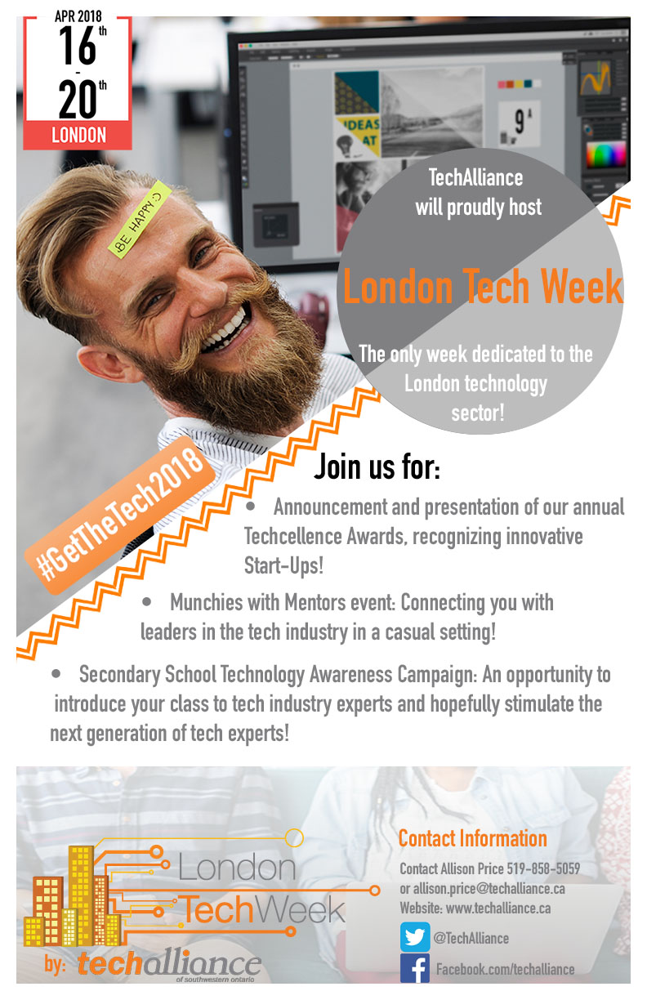 APR 2018
16th
-
20th
LONDON
BE HAPPY :)
IDEAS
AT
9 A
TechAlliance
will proudly host
London Tech Week
The only week dedicated to the
London technology
sector!
#GetTheTech2018
Join us for:
• Announcement and presentation of our annual
Techcellence Awards, recognizing innovative
Start-Ups!
• Munchies with Mentors event: Connecting you with
leaders in the tech industry in a casual setting!
• Secondary School Technology Awareness Campaign: An opportunity to
introduce your class to tech industry experts and hopefully stimulate the
next generation of tech experts!
London
TechWeek
by: techalliance
of southwestern ontario
Contact Information
Contact Allison Price 519-858-5059
or allison.price@techalliance.ca
Website: www.techalliance.ca
@TechAlliance
Facebook.com/techalliance